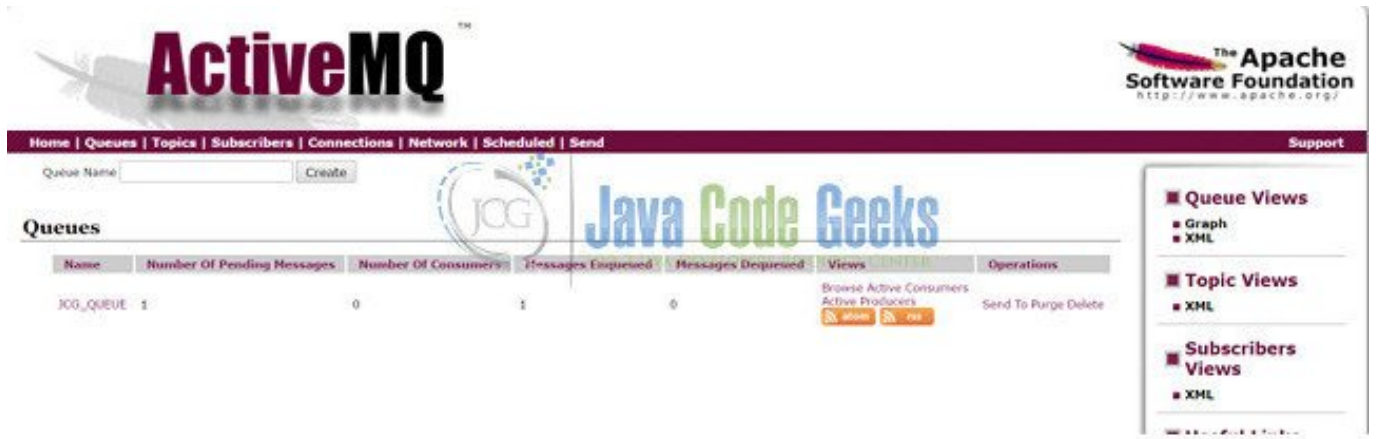 ActiveMQ ™
The Apache
Software Foundation
http://www.apache.org/
Home | Queues | Topics | Subscribers | Connections | Network | Scheduled | Send
Support
Queue Name
Create
JCG
Java Code Geeks
Queues
Name Number Of Pending Messages Number Of Consumers Messages Enqueued Messages Dequeued Views Operations
JCG_QUEUE 1 0 1 0
Browse Active Consumers
Active Producers
atom rss
Send To Purge Delete
Queue Views
Graph
XML
Topic Views
XML
Subscribers
Views
XML